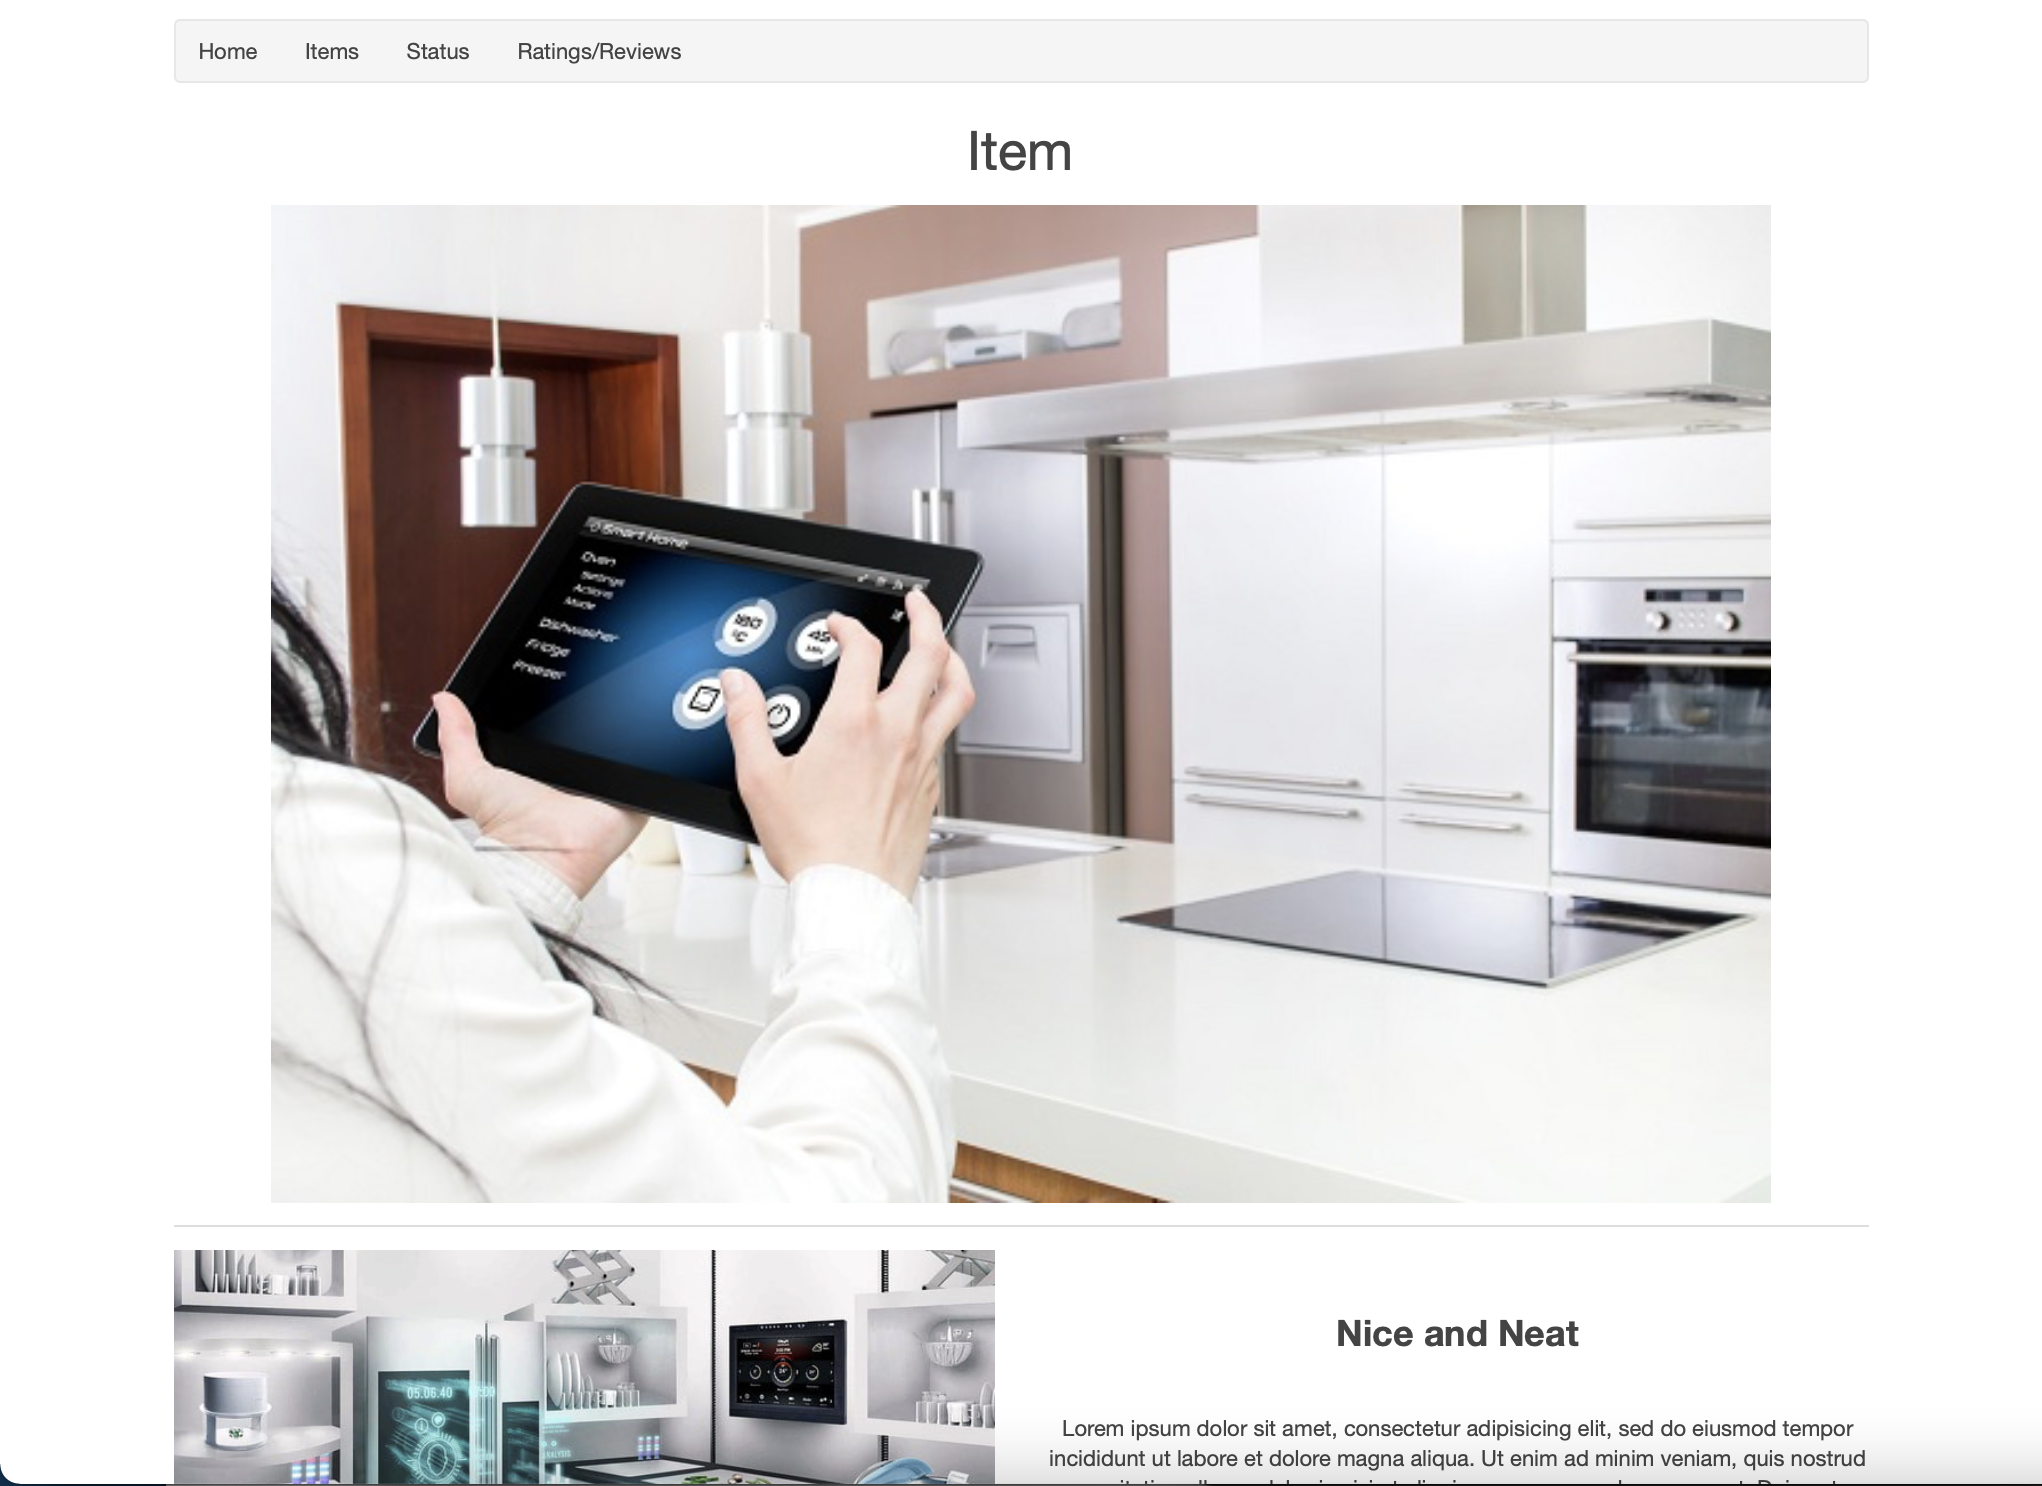 Home Items Status Ratings/Reviews
Item
Smart Home
Oven
Settings
Actions
Mode
Dishwasher
Fridge
Freezer
180
°C
45
MIN
05.06.40
Nice and Neat
Lorem ipsum dolor sit amet, consectetur adipisicing elit, sed do eiusmod tempor
incididunt ut labore et dolore magna aliqua. Ut enim ad minim veniam, quis nostrud